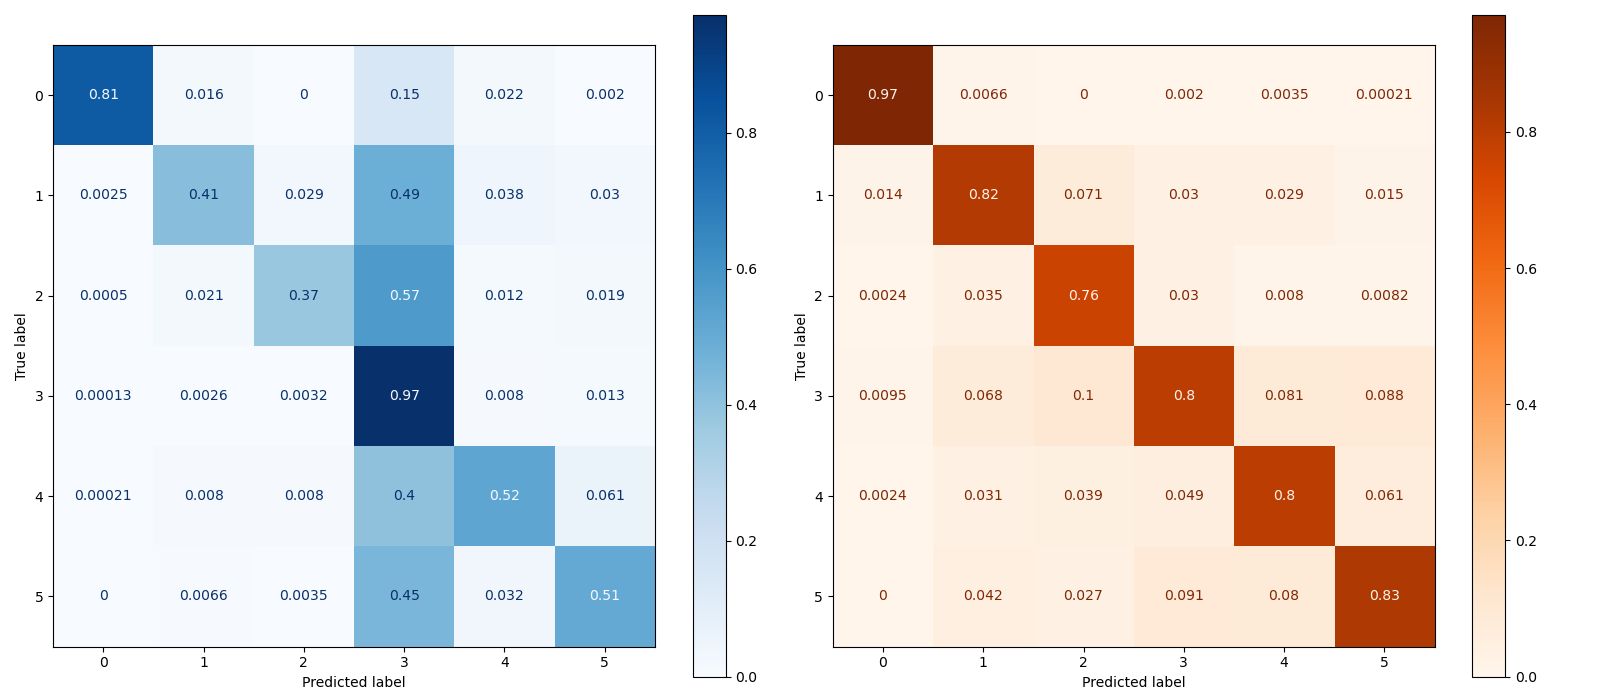 0 0.81 0.016 0 0.15 0.022 0.002
1 0.0025 0.41 0.029 0.49 0.038 0.03
2 0.0005 0.021 0.37 0.57 0.012 0.019
3 0.00013 0.0026 0.0032 0.97 0.008 0.013
4 0.00021 0.008 0.008 0.4 0.52 0.061
5 0 0.0066 0.0035 0.45 0.032 0.51
0 1 2 3 4 5
True label
Predicted label
0.8
0.6
0.4
0.2
0.0
0 0.97 0.0066 0 0.002 0.0035 0.00021
1 0.014 0.82 0.071 0.03 0.029 0.015
2 0.0024 0.035 0.76 0.03 0.008 0.0082
3 0.0095 0.068 0.1 0.8 0.081 0.088
4 0.0024 0.031 0.039 0.049 0.8 0.061
5 0 0.042 0.027 0.091 0.08 0.83
0 1 2 3 4 5
True label
Predicted label
0.8
0.6
0.4
0.2
0.0